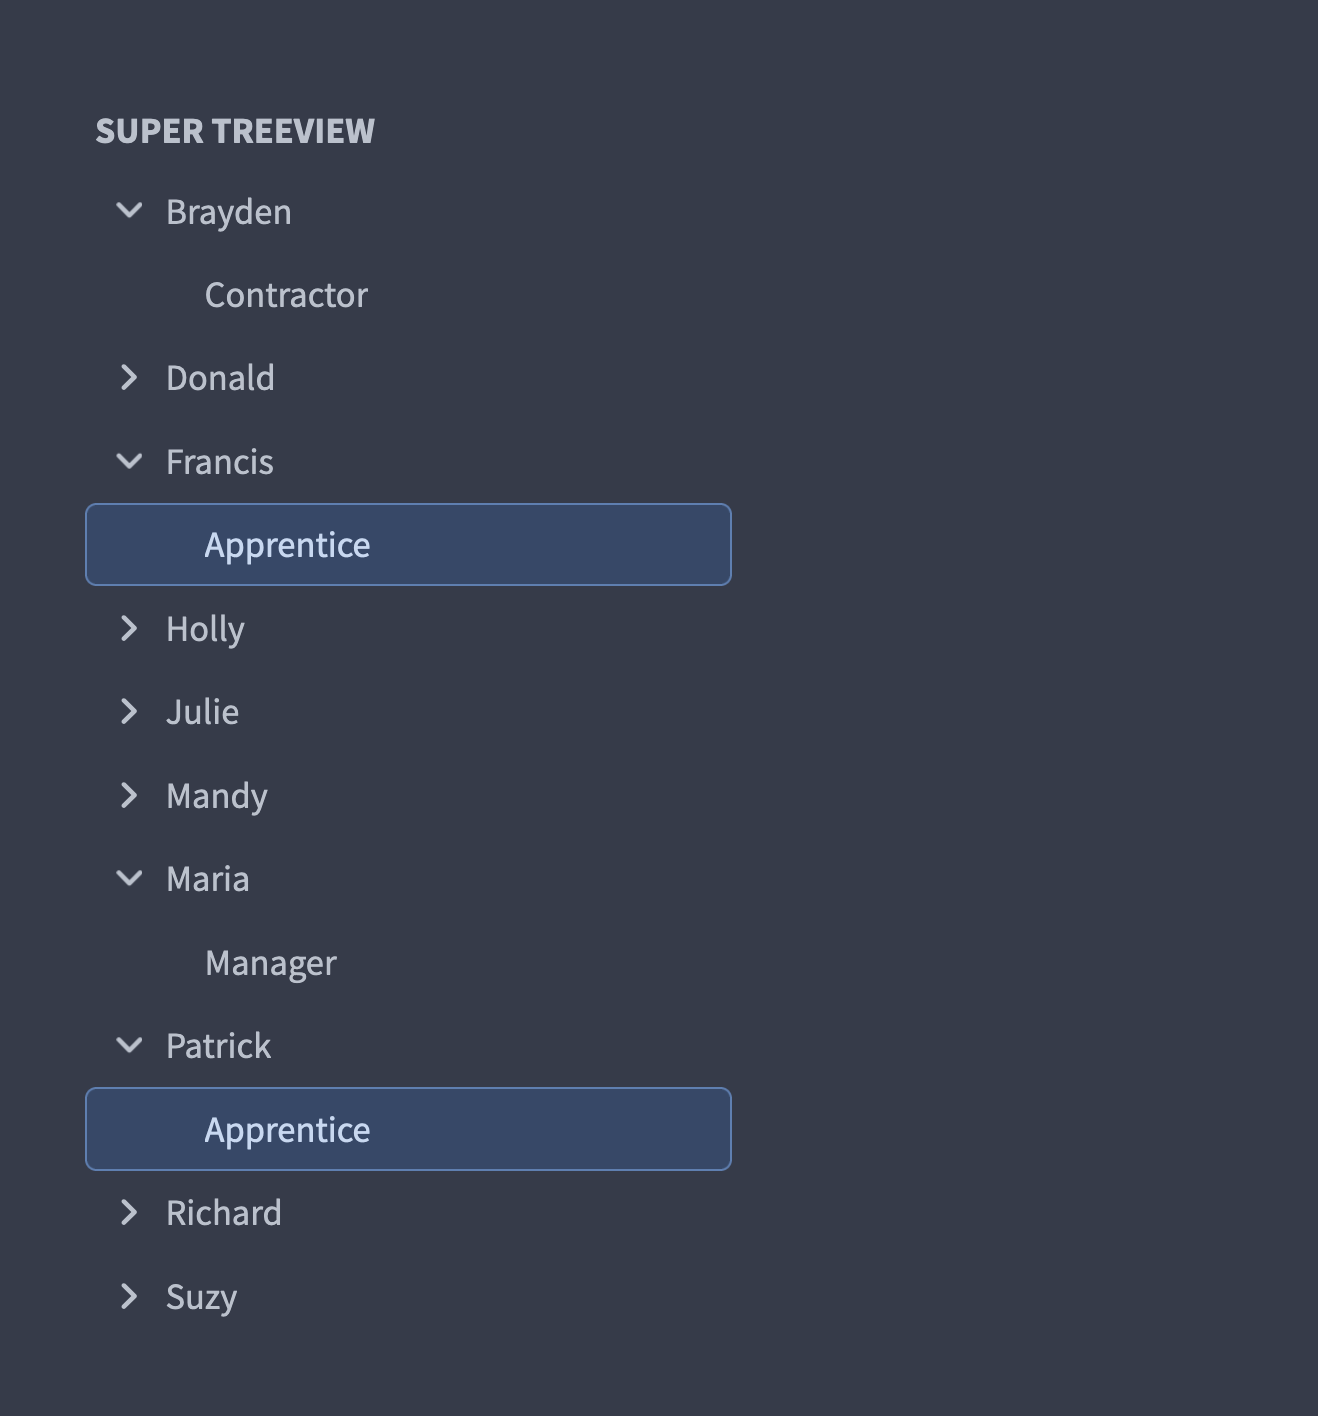 SUPER TREEVIEW
Brayden
Contractor
Donald
Francis
Apprentice
Holly
Julie
Mandy
Maria
Manager
Patrick
Apprentice
Richard
Suzy